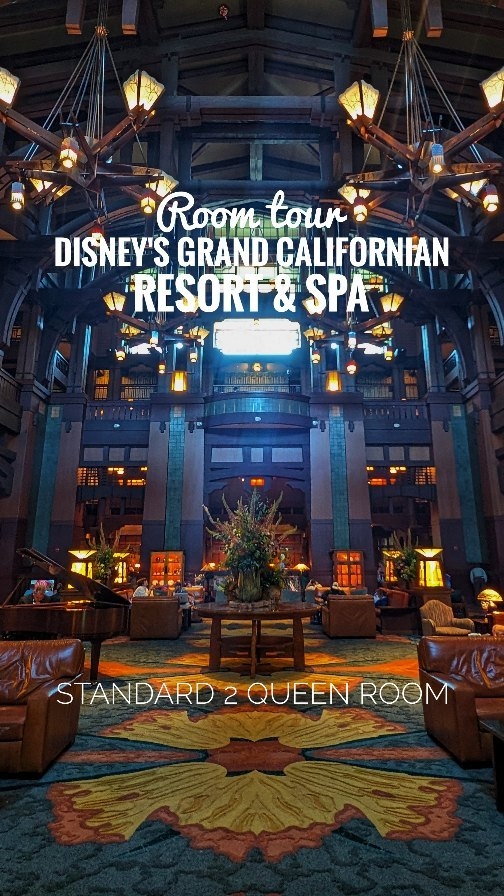 Room tour
DISNEY'S GRAND CALIFORNIAN
RESORT & SPA
STANDARD 2 QUEEN ROOM